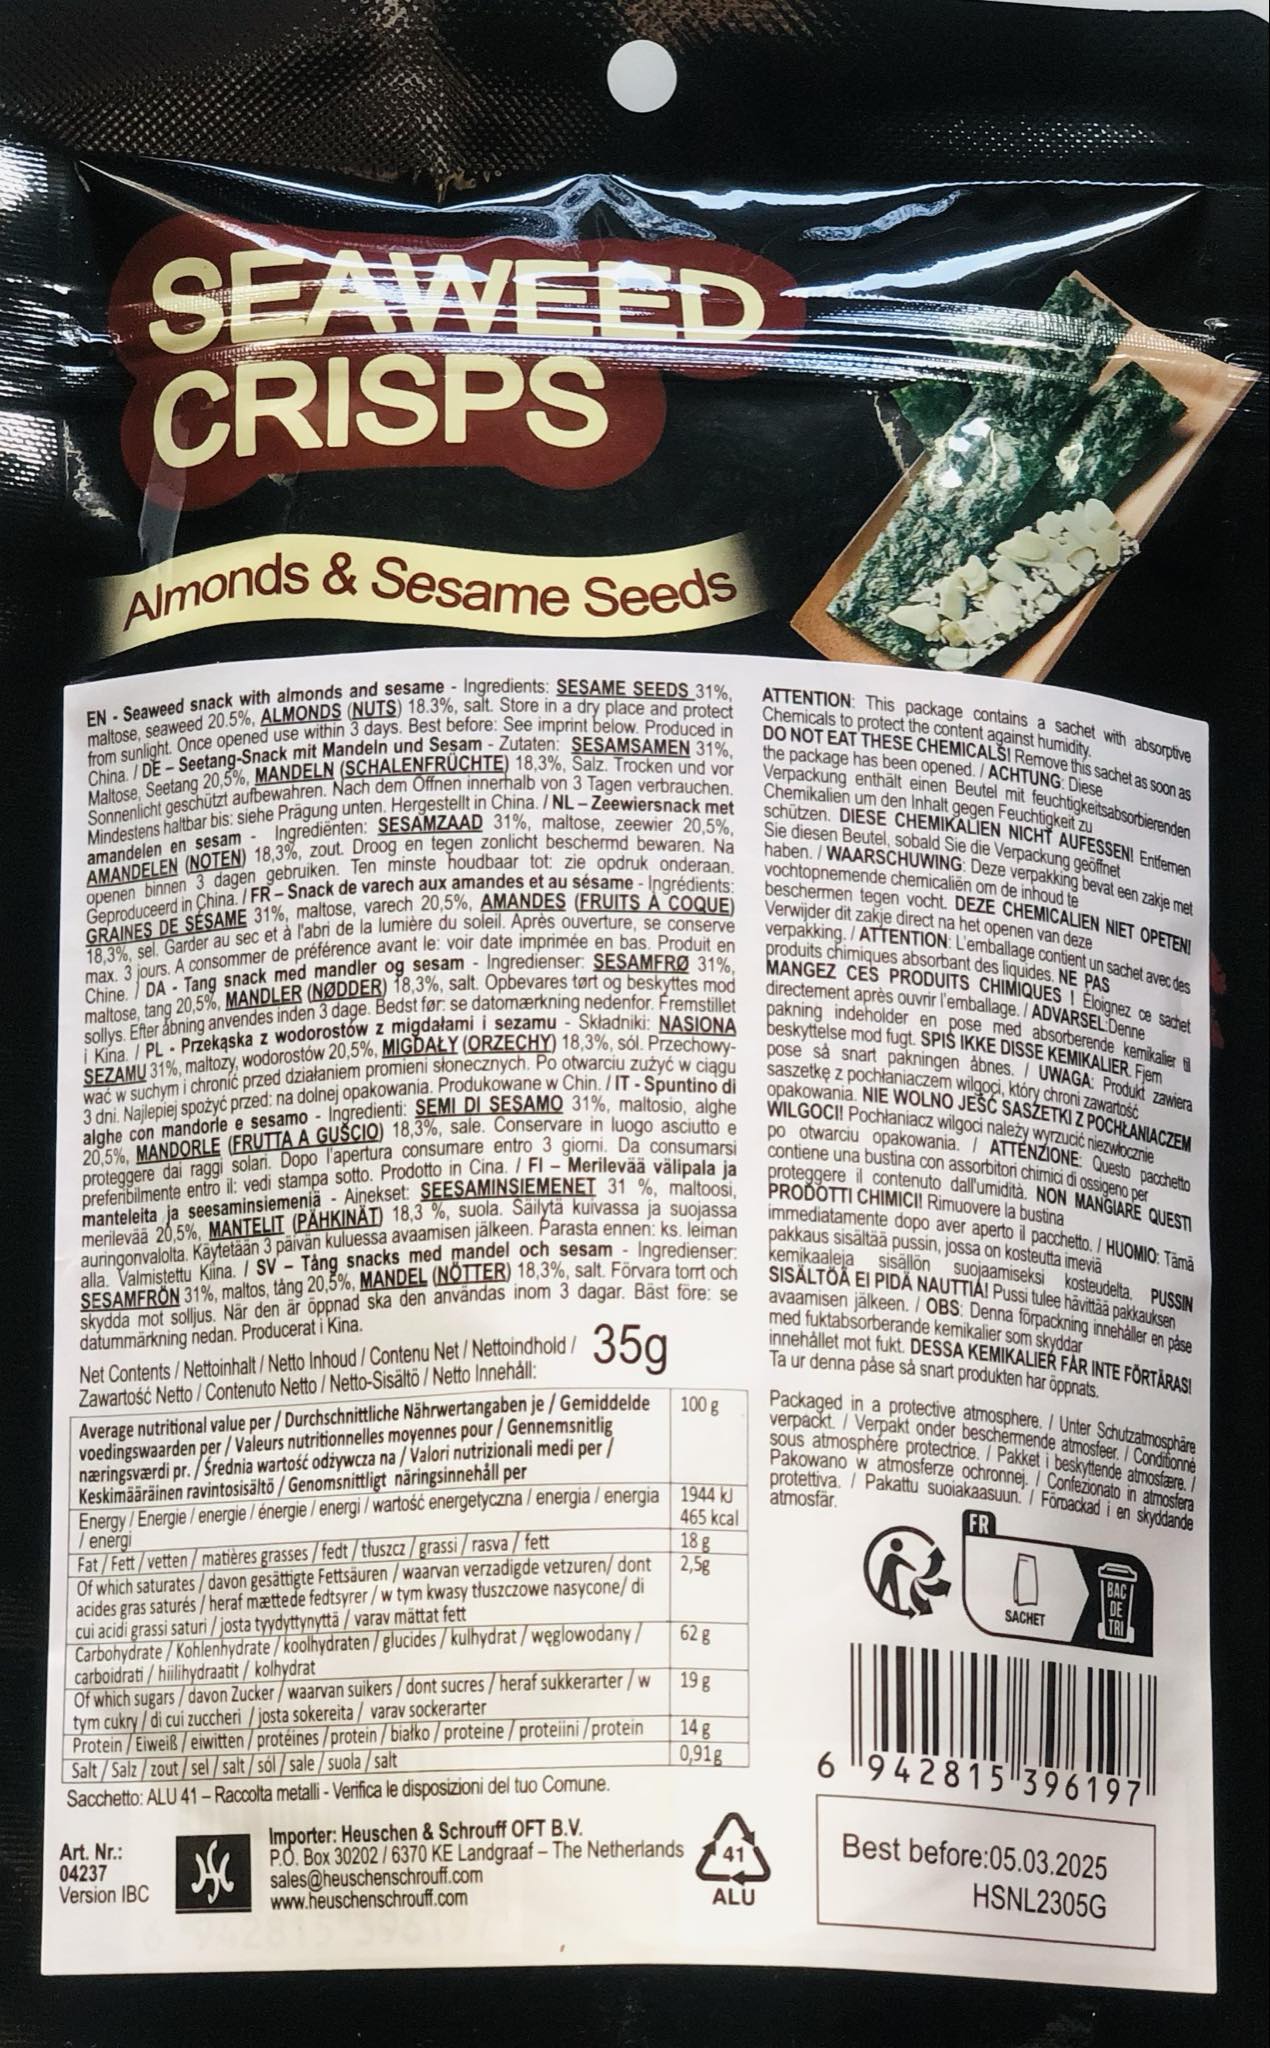 SEAWEED
CRISPS
Almonds & Sesame Seeds
EN - Seaweed snack with almonds and sesame - Ingredients: SESAME SEEDS 31%,
maltose, seaweed 20.5%, ALMONDS (NUTS) 18.3%, salt. Store in a dry place and protect
from sunlight. Once opened use within 3 days. Best before: See imprint below. Produced in
China. / DE – Seetang-Snack mit Mandeln und Sesam - Zutaten: SESAMSAMEN 31%,
Maltose, Seetang 20,5%, MANDELN (SCHALENFRÜCHTE) 18,3%, Salz. Trocken und vor
Sonnenlicht geschützt aufbewahren. Nach dem Öffnen innerhalb von 3 Tagen verbrauchen.
Mindestens haltbar bis: siehe Prägung unten. Hergestellt in China. / NL – Zeewiersnack met
amandelen en sesam - Ingrediënten: SESAMZAAD 31%, maltose, zeewier 20,5%,
AMANDELEN (NOTEN) 18,3%, zout. Droog en tegen zonlicht beschermd bewaren. Na
openen binnen 3 dagen gebruiken. Ten minste houdbaar tot: zie opdruk onderaan.
Geproduceerd in China. / FR – Snack de varech aux amandes et au sésame - Ingrédients:
GRAINES DE SÉSAME 31%, maltose, varech 20,5%, AMANDES (FRUITS À COQUE)
18,3%, sel. Garder au sec et à l'abri de la lumière du soleil. Après ouverture, se conserve
max. 3 jours. A consommer de préférence avant le: voir date imprimée en bas. Produit en
Chine. / DA - Tang snack med mandler og sesam - Ingredienser: SESAMFRØ 31%,
maltose, tang 20,5%, MANDLER (NØDDER) 18,3%, salt. Opbevares tørt og beskyttes mod
sollys. Efter åbning anvendes inden 3 dage. Bedst før: se datomærkning nedenfor. Fremstillet
i Kina. / PL - Przekąska z wodorostów z migdałami i sezamu - Składniki: NASIONA
SEZAMU 31%, maltozy, wodorostów 20,5%, MIGDAŁY (ORZECHY) 18,3%, sól. Przechowy-
wać w suchym i chronić przed działaniem promieni słonecznych. Po otwarciu zużyć w ciągu
3 dni. Najlepiej spożyć przed: na dolnej opakowania. Produkowane w Chin. / IT - Spuntino di
alghe con mandorle e sesamo - Ingredienti: SEMI DI SESAMO 31%, maltosio, alghe
20,5%, MANDORLE (FRUTTA A GUSCIO) 18,3%, sale. Conservare in luogo asciutto e
proteggere dai raggi solari. Dopo l'apertura consumare entro 3 giorni. Da consumarsi
preferibilmente entro il: vedi stampa sotto. Prodotto in Cina. / FI – Merilevää välipala ja
manteleita ja seesaminsiemeniä - Ainekset: SEESAMINSIEMENET 31 %, maltoosi,
merilevää 20,5%, MANTELIT (PÄHKINÄT) 18,3 %, suola. Säilytä kuivassa ja suojassa
auringonvalolta. Käytetään 3 päivän kuluessa avaamisen jälkeen. Parasta ennen: ks. leiman
alla. Valmistettu Kiina. / SV – Tång snacks med mandel och sesam - Ingredienser:
SESAMFRÖN 31%, maltos, tång 20,5%, MANDEL (NÖTTER) 18,3%, salt. Förvara torrt och
skydda mot solljus. När den är öppnad ska den användas inom 3 dagar. Bäst före: se
datummärkning nedan. Producerat i Kina.
Net Contents / Nettoinhalt / Netto Inhoud / Contenu Net / Nettoindhold /
Zawartość Netto / Contenuto Netto / Netto-Sisältö / Netto Innehåll:
35g
Average nutritional value per / Durchschnittliche Nährwertangaben je / Gemiddelde
voedingswaarden per / Valeurs nutritionnelles moyennes pour / Gennemsnitlig
næringsværdi pr. / Średnia wartość odżywcza na / Valori nutrizionali medi per /
Keskimääräinen ravintosisältö / Genomsnittligt näringsinnehåll per
100 g
Energy / Energie / energie / énergie / energi / wartość energetyczna / energia / energia
/ energi
1944 kJ
465 kcal
Fat / Fett / vetten / matières grasses / fedt / tłuszcz / grassi / rasva / fett
18 g
Of which saturates / davon gesättigte Fettsäuren / waarvan verzadigde vetzuren/ dont
acides gras saturés / heraf mættede fedtsyrer / w tym kwasy tłuszczowe nasycone/ di
cui acidi grassi saturi / josta tyydyttynyttä / varav mättat fett
2,5g
Carbohydrate / Kohlenhydrate / koolhydraten / glucides / kulhydrat / węglowodany /
carboidrati / hiilihydraatit / kolhydrat
62 g
Of which sugars / davon Zucker / waarvan suikers / dont sucres / heraf sukkerarter / w
tym cukry / di cui zuccheri / josta sokereita / varav sockerarter
19 g
Protein / Eiweiß / eiwitten / protéines / protein / białko / proteine / proteiini / protein
14 g
Salt / Salz / zout / sel / salt / sól / sale / suola / salt
0,91g
Sacchetto: ALU 41 – Raccolta metalli - Verifica le disposizioni del tuo Comune.
Art. Nr.:
04237
Version IBC
Importer: Heuschen & Schrouff OFT B.V.
P.O. Box 30202 / 6370 KE Landgraaf – The Netherlands
sales@heuschenschrouff.com
www.heuschenschrouff.com
41
ALU
ATTENTION: This package contains a sachet with absorptive
Chemicals to protect the content against humidity.
DO NOT EAT THESE CHEMICALS! Remove this sachet as soon as
the package has been opened. / ACHTUNG: Diese
Verpackung enthält einen Beutel mit feuchtigkeitsabsorbierenden
Chemikalien um den Inhalt gegen Feuchtigkeit zu
schützen. DIESE CHEMIKALIEN NICHT AUFESSEN! Entfernen
Sie diesen Beutel, sobald Sie die Verpackung geöffnet
haben. / WAARSCHUWING: Deze verpakking bevat een zakje met
vochtopnemende chemicaliën om de inhoud te
beschermen tegen vocht. DEZE CHEMICALIEN NIET OPETEN!
Verwijder dit zakje direct na het openen van deze
verpakking. / ATTENTION: L'emballage contient un sachet avec des
produits chimiques absorbant des liquides. NE PAS
MANGEZ CES PRODUITS CHIMIQUES ! Éloignez ce sachet
directement après ouvrir l'emballage. / ADVARSEL:Denne
pakning indeholder en pose med absorberende kemikalier til
beskyttelse mod fugt. SPIS IKKE DISSE KEMIKALIER. Fjern
pose så snart pakningen åbnes. / UWAGA: Produkt zawiera
saszetkę z pochłaniaczem wilgoci, który chroni zawartość
opakowania. NIE WOLNO JEŚĆ SASZETKI Z POCHŁANIACZEM
WILGOCI! Pochłaniacz wilgoci należy wyrzucić niezwłocznie
po otwarciu opakowania. / ATTENZIONE: Questo pacchetto
contiene una bustina con assorbitori chimici di ossigeno per
proteggere il contenuto dall'umidità. NON MANGIARE QUESTI
PRODOTTI CHIMICI! Rimuovere la bustina
immediatamente dopo aver aperto il pacchetto. / HUOMIO: Tämä
pakkaus sisältää pussin, jossa on kosteutta imeviä
kemikaaleja sisällön suojaamiseksi kosteudelta. PUSSIN
SISÄLTÖÄ EI PIDÄ NAUTTIA! Pussi tulee hävittää pakkauksen
avaamisen jälkeen. / OBS: Denna förpackning innehåller en påse
med fuktabsorberande kemikalier som skyddar
innehållet mot fukt. DESSA KEMIKALIER FÅR INTE FÖRTÄRAS!
Ta ur denna påse så snart produkten har öppnats.
Packaged in a protective atmosphere. / Unter Schutzatmosphäre
verpackt. / Verpakt onder beschermende atmosfeer. / Conditionné
sous atmosphère protectrice. / Pakket i beskyttende atmosfære. /
Pakowano w atmosferze ochronnej. / Confezionato in atmosfera
protettiva. / Pakattu suojakaasuun. / Förpackad i en skyddande
atmosfär.
FR
SACHET
BAC
DE
TRI
6 942815 396197
Best before:05.03.2025
HSNL2305G